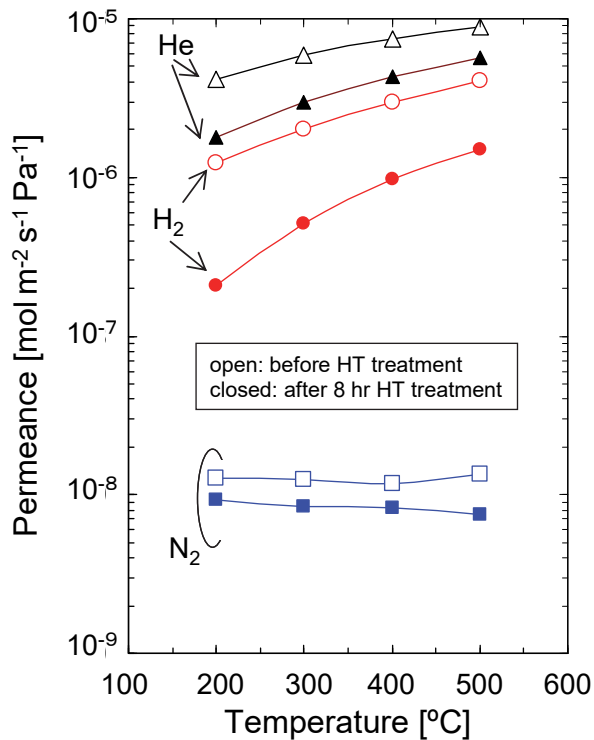 10⁻⁵
He
10⁻⁶
H₂
10⁻⁷
open: before HT treatment
closed: after 8 hr HT treatment
10⁻⁸
N₂
10⁻⁹
100 200 300 400 500 600
Temperature [ºC]
Permeance [mol m⁻² s⁻¹ Pa⁻¹]